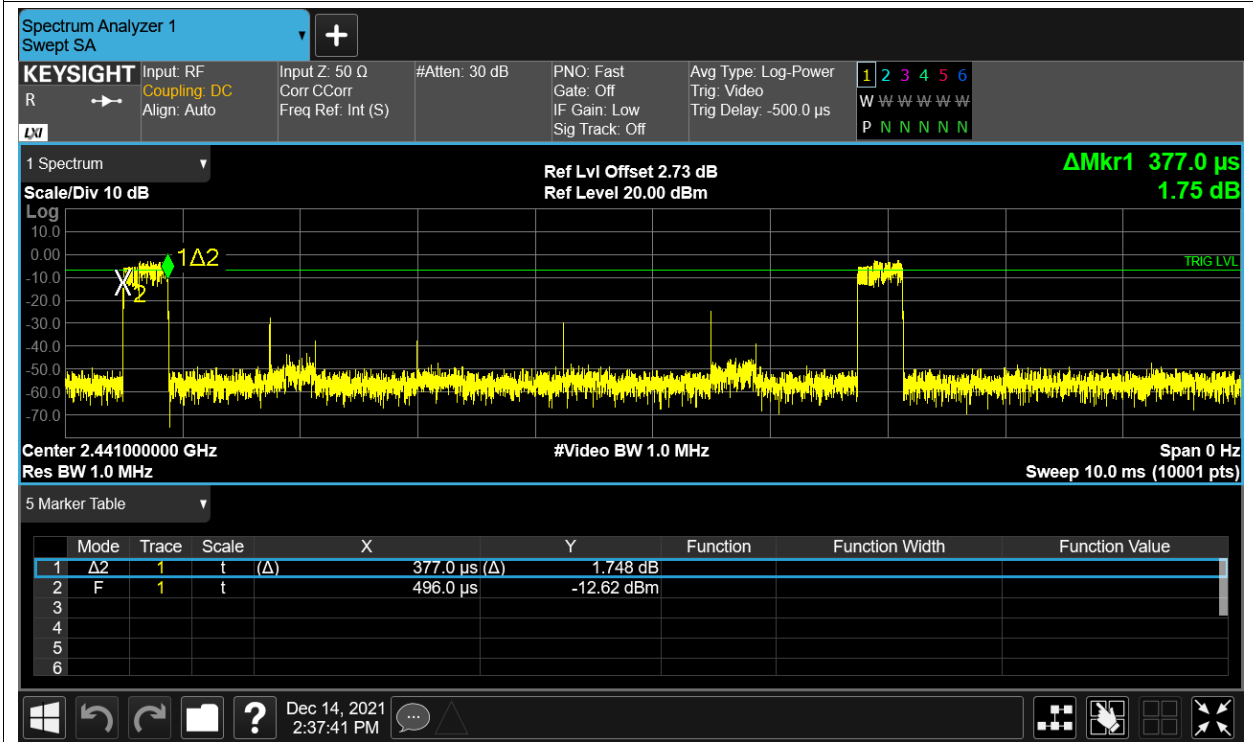 Spectrum Analyzer 1
Swept SA
KEYSIGHT
R
LXI
Input: RF
Coupling: DC
Align: Auto
Input Z: 50 Ω
Corr CCorr
Freq Ref: Int (S)
#Atten: 30 dB
PNO: Fast
Gate: Off
IF Gain: Low
Sig Track: Off
Avg Type: Log-Power
Trig: Video
Trig Delay: -500.0 µs
1 2 3 4 5 6
W W W W W W
P N N N N N
1 Spectrum
Scale/Div 10 dB
Ref Lvl Offset 2.73 dB
Ref Level 20.00 dBm
ΔMkr1 377.0 µs
1.75 dB
Log
10.0
0.00
-10.0
-20.0
-30.0
-40.0
-50.0
-60.0
-70.0
1Δ2
X2
TRIG LVL
Center 2.441000000 GHz
Res BW 1.0 MHz
#Video BW 1.0 MHz
Span 0 Hz
Sweep 10.0 ms (10001 pts)
5 Marker Table
Mode Trace Scale X Y Function Function Width Function Value
1 Δ2 1 t (Δ) 377.0 µs (Δ) 1.748 dB
2 F 1 t 496.0 µs -12.62 dBm
3
4
5
6
?
Dec 14, 2021
2:37:41 PM